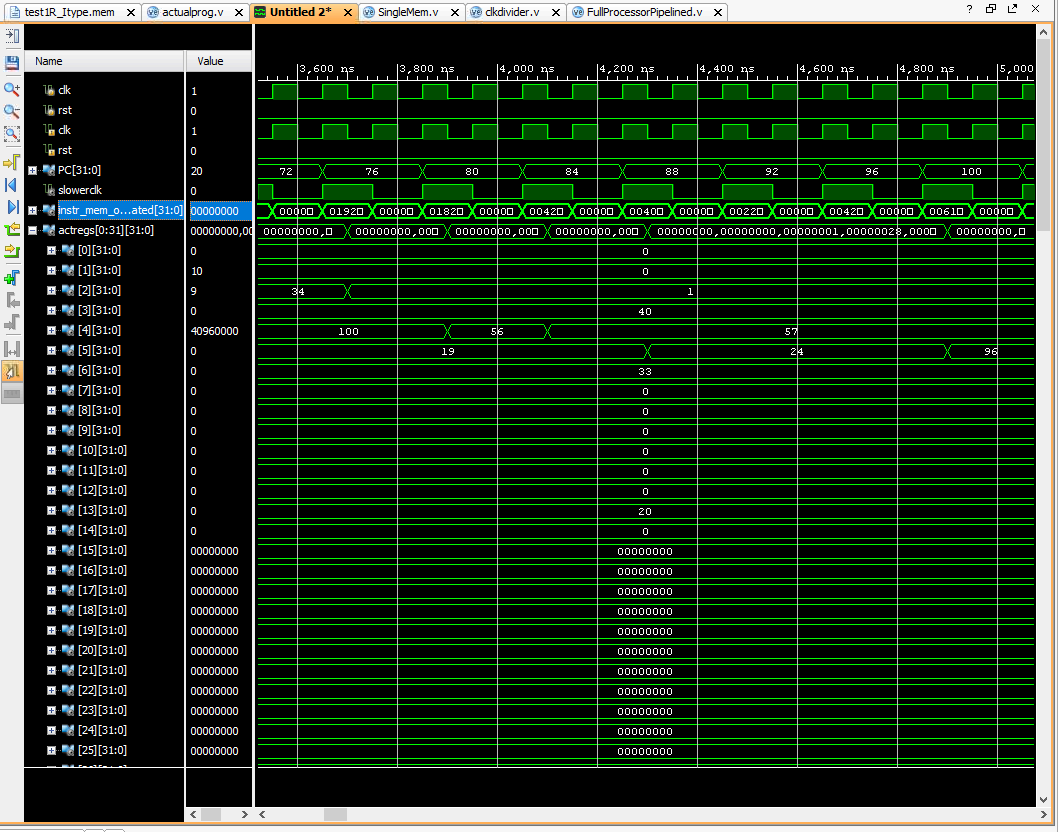 test1R_Itype.mem × actualprog.v × Untitled 2* × SingleMem.v × clkdivider.v × FullProcessorPipelined.v × ?
Name Value
3,600 ns 3,800 ns 4,000 ns 4,200 ns 4,400 ns 4,600 ns 4,800 ns 5,000
clk 1
rst 0
clk 1
rst 0
PC[31:0] 20 72 76 80 84 88 92 96 100
slowerclk 0
instr_mem_o...ated[31:0] 00000000 0000 0192 0000 0182 0000 0042 0000 0040 0000 0022 0000 0042 0000 0061 0000
actregs[0:31][31:0] 00000000,00 00000000, 00000000,00 00000000,00 00000000,00 00000000,00000000,00000001,00000028,000 00000000,
[0][31:0] 0 0
[1][31:0] 10 0
[2][31:0] 9 34 1
[3][31:0] 0 40
[4][31:0] 40960000 100 56 57
[5][31:0] 0 19 24 96
[6][31:0] 0 33
[7][31:0] 0 0
[8][31:0] 0 0
[9][31:0] 0 0
[10][31:0] 0 0
[11][31:0] 0 0
[12][31:0] 0 0
[13][31:0] 0 20
[14][31:0] 0 0
[15][31:0] 00000000 00000000
[16][31:0] 00000000 00000000
[17][31:0] 00000000 00000000
[18][31:0] 00000000 00000000
[19][31:0] 00000000 00000000
[20][31:0] 00000000 00000000
[21][31:0] 00000000 00000000
[22][31:0] 00000000 00000000
[23][31:0] 00000000 00000000
[24][31:0] 00000000 00000000
[25][31:0] 00000000 00000000